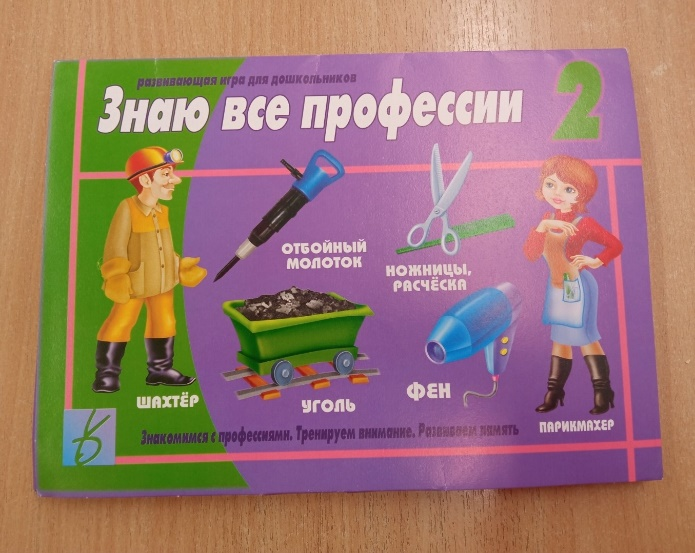 развивающая игра для дошкольников
Знаю все профессии 2
ОТБОЙНЫЙ
МОЛОТОК
НОЖНИЦЫ,
РАСЧЁСКА
ШАХТЁР
УГОЛЬ
ФЕН
ПАРИКМАХЕР
Знакомимся с профессиями. Тренируем внимание. Развиваем память